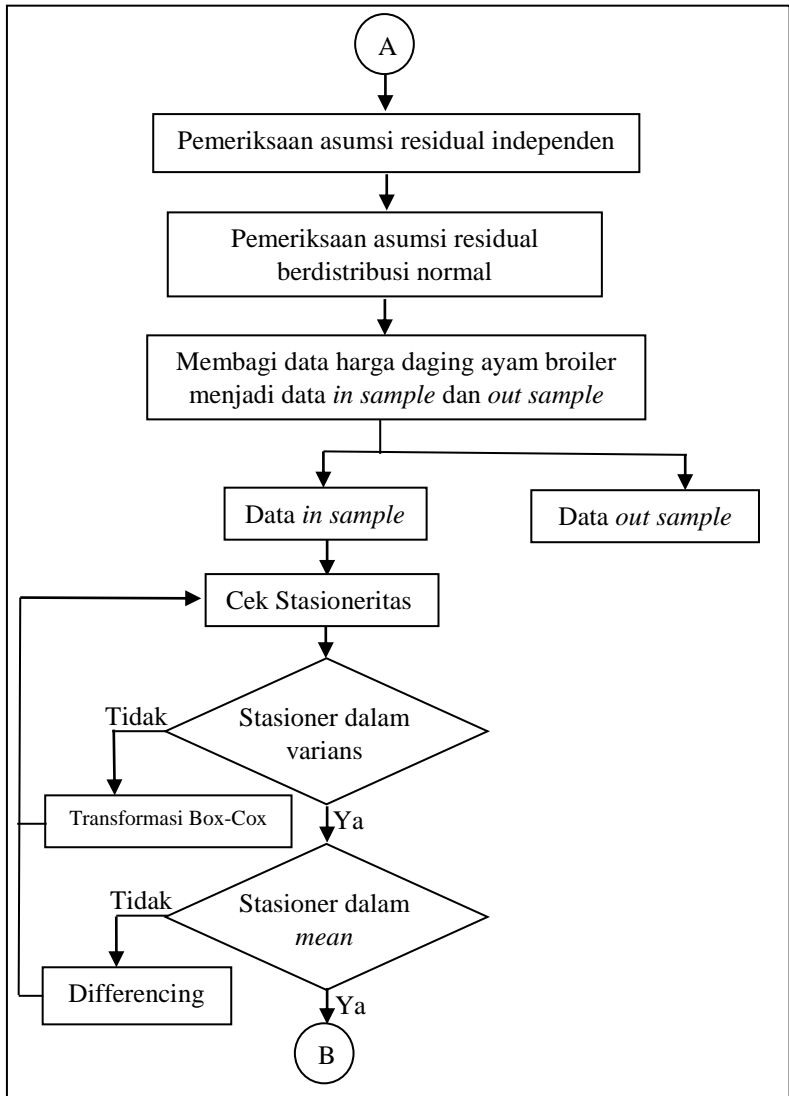 A
Pemeriksaan asumsi residual independen
Pemeriksaan asumsi residual
berdistribusi normal
Membagi data harga daging ayam broiler
menjadi data in sample dan out sample
Data in sample
Data out sample
Cek Stasioneritas
Tidak
Stasioner dalam
varians
Transformasi Box-Cox
Ya
Tidak
Stasioner dalam
mean
Differencing
Ya
B